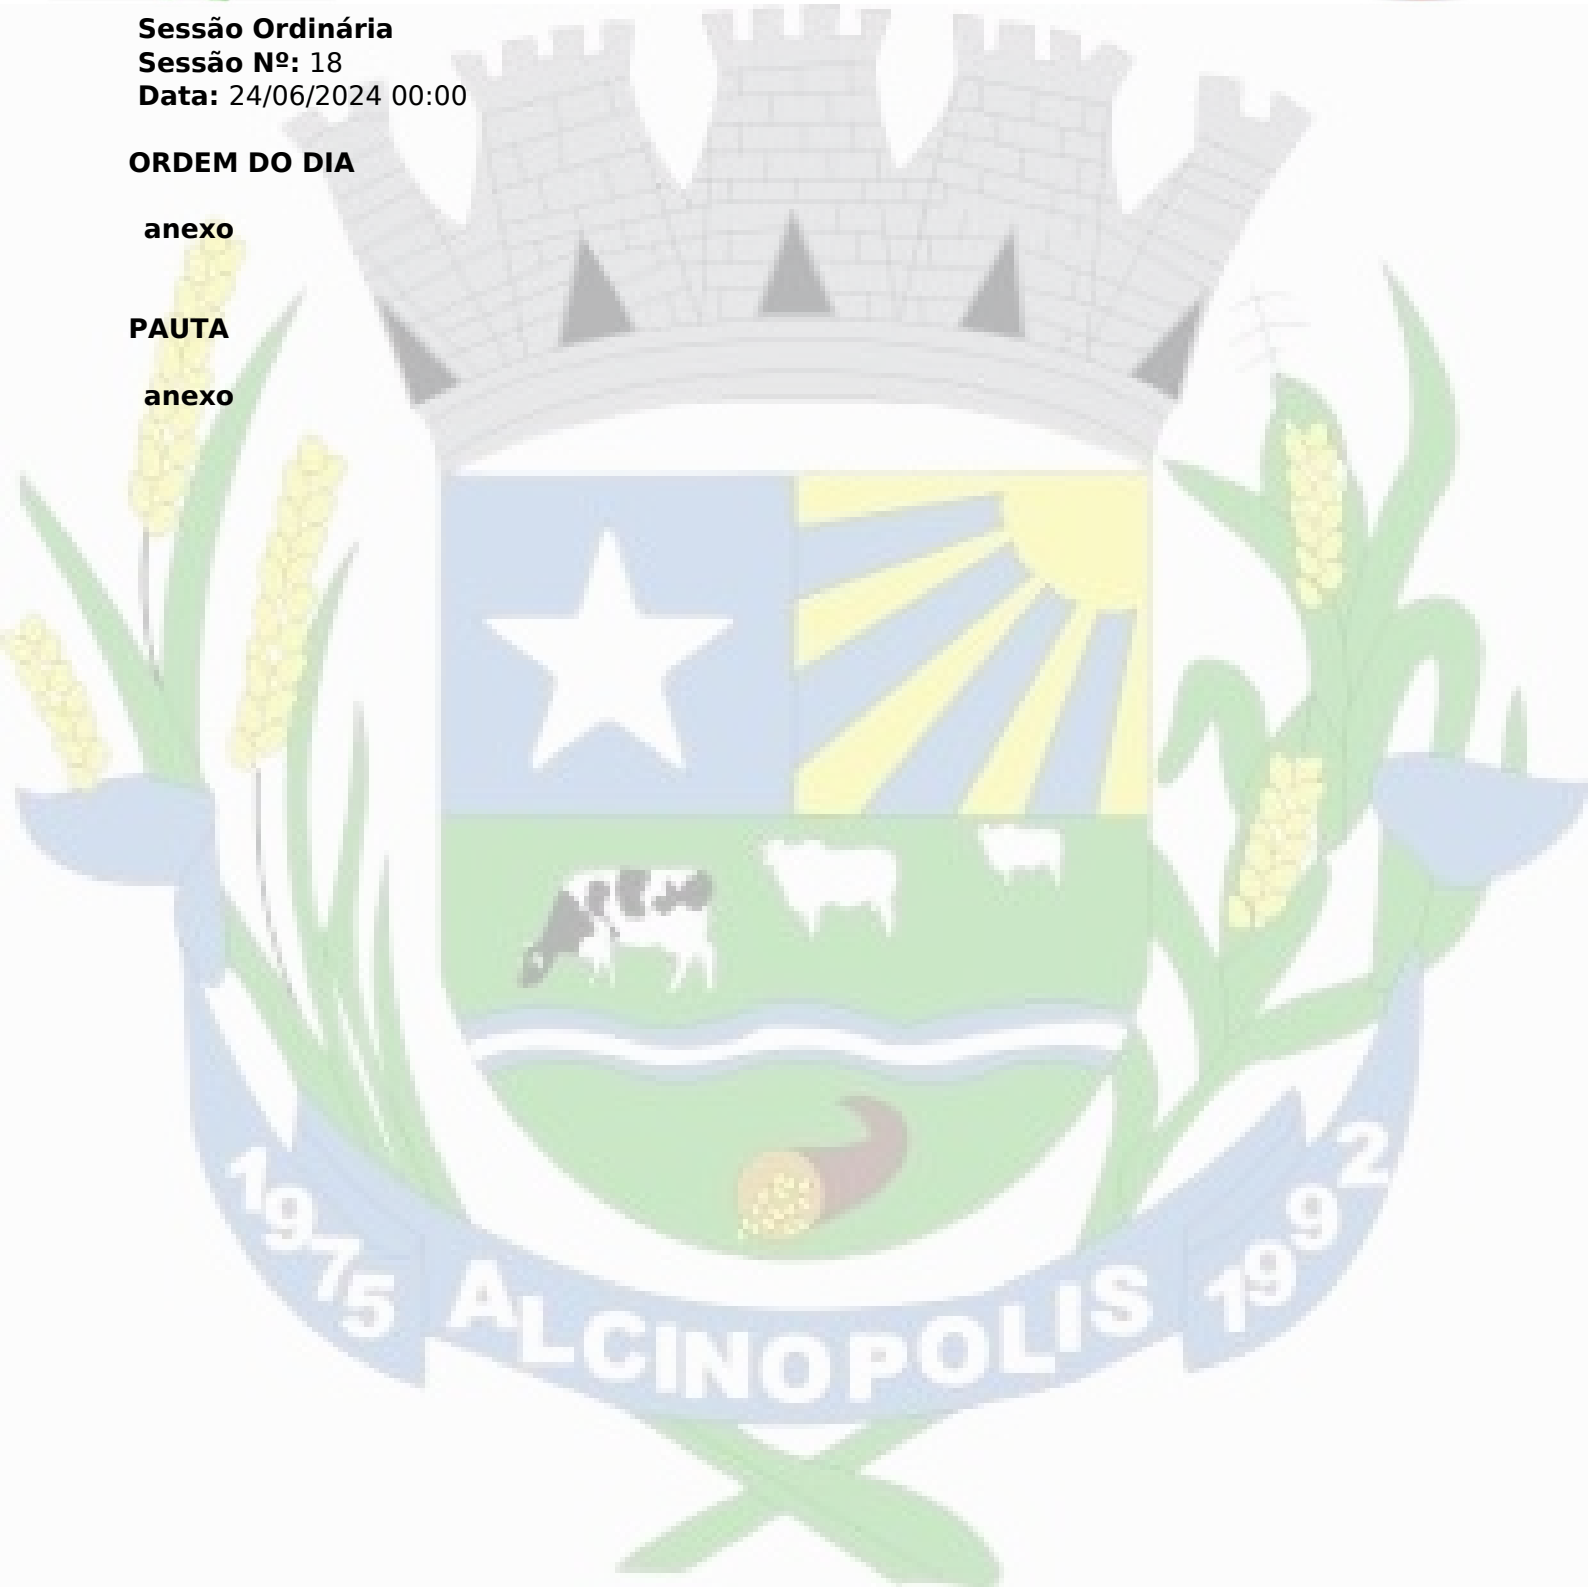 Sessão Ordinária
Sessão Nº: 18
Data: 24/06/2024 00:00
ORDEM DO DIA
anexo
PAUTA
anexo
1975 ALCINOPOLIS 1992